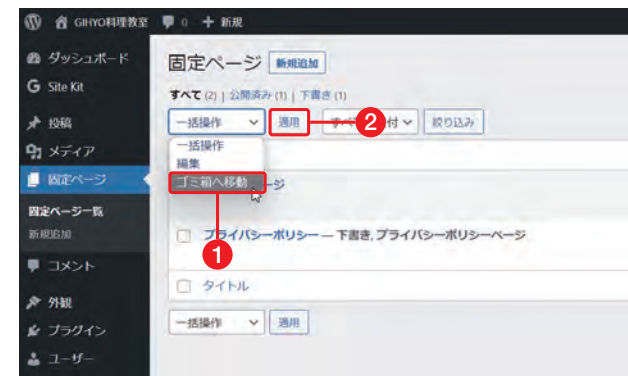 GIHYO料理教室 0 + 新規
ダッシュボード
Site Kit
投稿
メディア
固定ページ
固定ページ一覧
新規追加
コメント
外観
プラグイン
ユーザー
固定ページ 新規追加
すべて (2) | 公開済み (1) | 下書き (1)
一括操作 適用 2 付 絞り込み
一括操作
編集
ゴミ箱へ移動 ージ
1
プライバシーポリシー — 下書き, プライバシーポリシーページ
タイトル
一括操作 適用